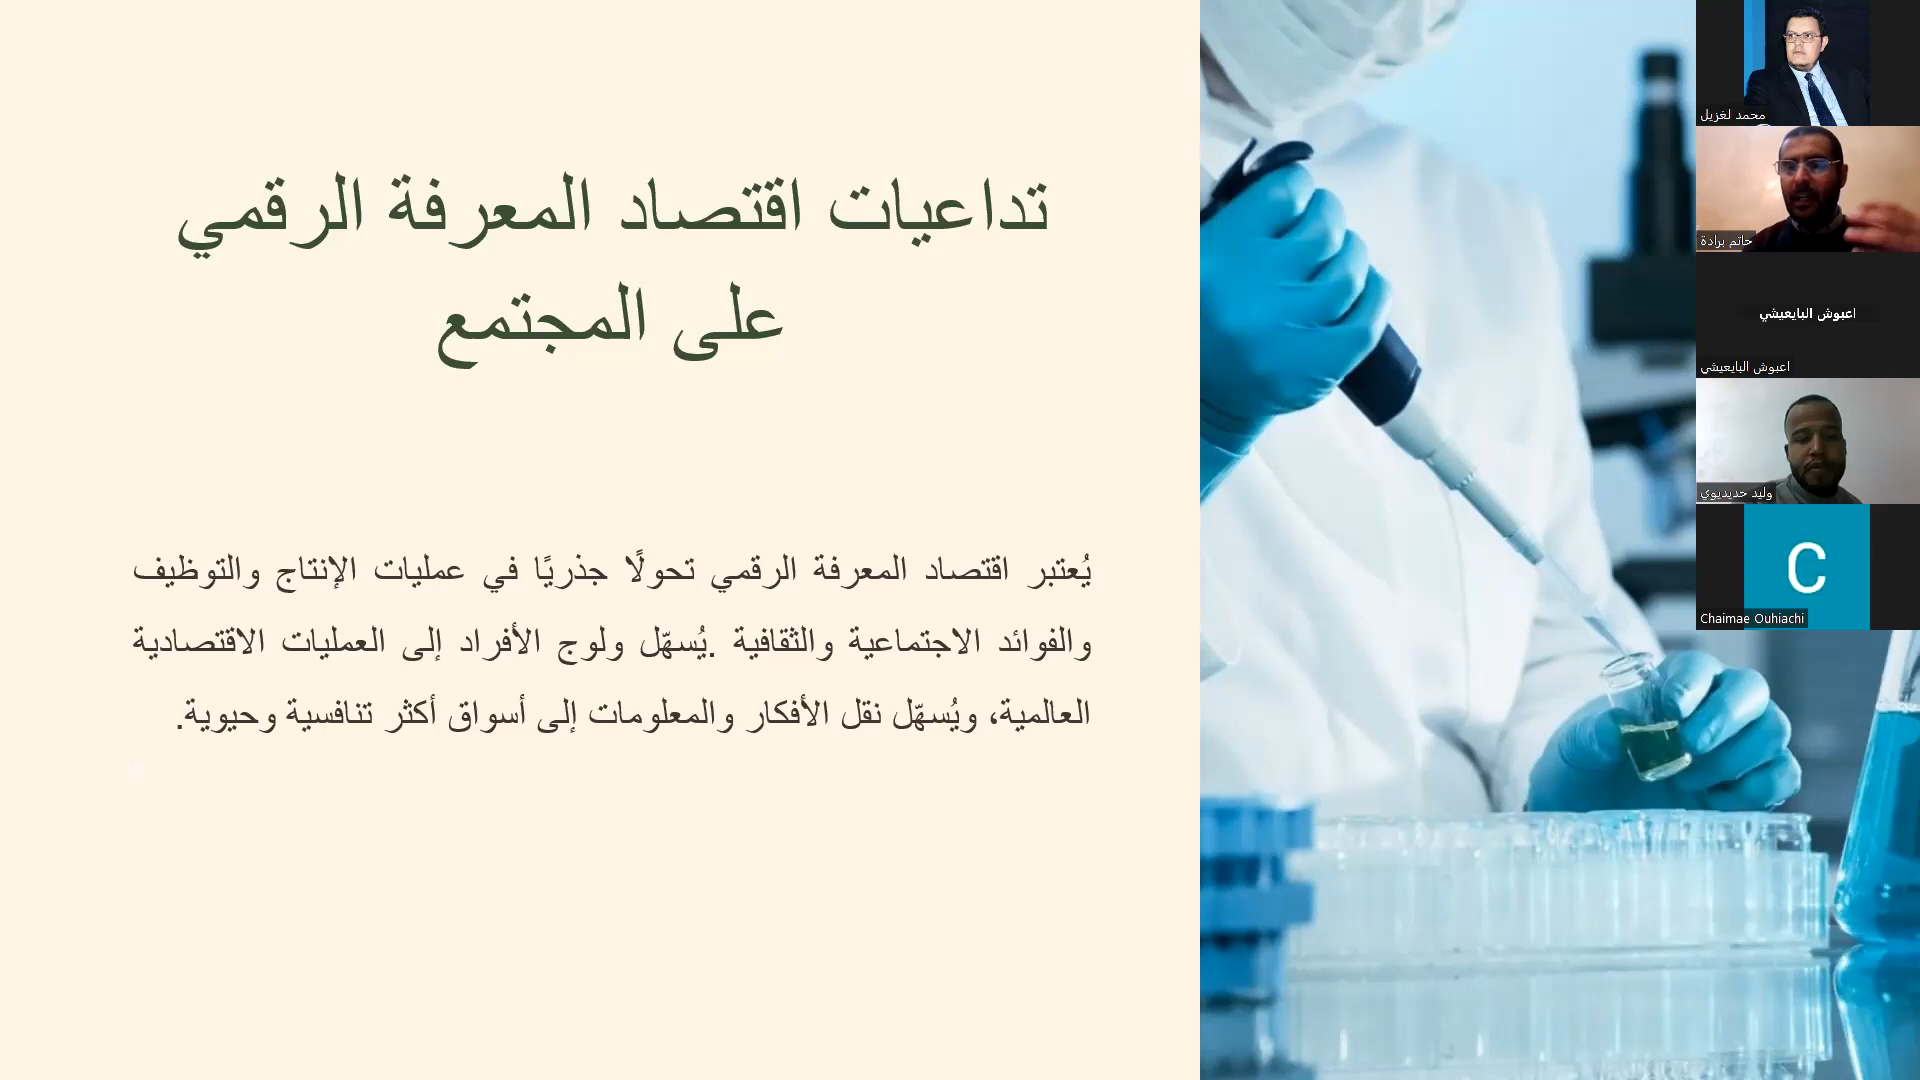 تداعيات اقتصاد المعرفة الرقمي
على المجتمع
يُعتبر اقتصاد المعرفة الرقمي تحولًا جذريًا في عمليات الإنتاج والتوظيف
والفوائد الاجتماعية والثقافية .يُسهّل ولوج الأفراد إلى العمليات الاقتصادية
العالمية، ويُسهّل نقل الأفكار والمعلومات إلى أسواق أكثر تنافسية وحيوية.
محمد لغزيل
حاتم برادة
اعبوش البايعيشي
اعبوش البايعيشي
وليد حديديوي
C
Chaimae Ouhiachi